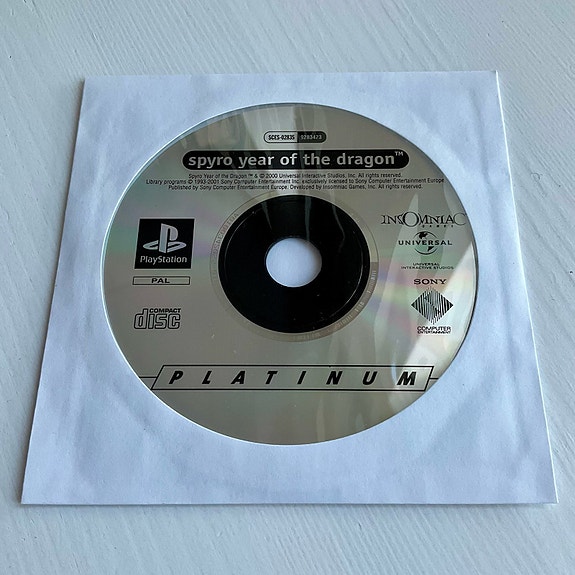 SCES-02835 9283473
spyro year of the dragon™
Spyro Year of the Dragon ™ & © 2000 Universal Interactive Studios, Inc. All rights reserved.
Library programs © 1993-2001 Sony Computer Entertainment Inc. exclusively licensed to Sony Computer Entertainment Europe.
Published by Sony Computer Entertainment Europe. Developed by Insomniac Games, Inc. All rights reserved.
INSOMNIAC
GAMES
UNIVERSAL
UNIVERSAL
INTERACTIVE STUDIOS
PlayStation
PAL
SONY
COMPACT
disc
COMPUTER
ENTERTAINMENT
PLATINUM